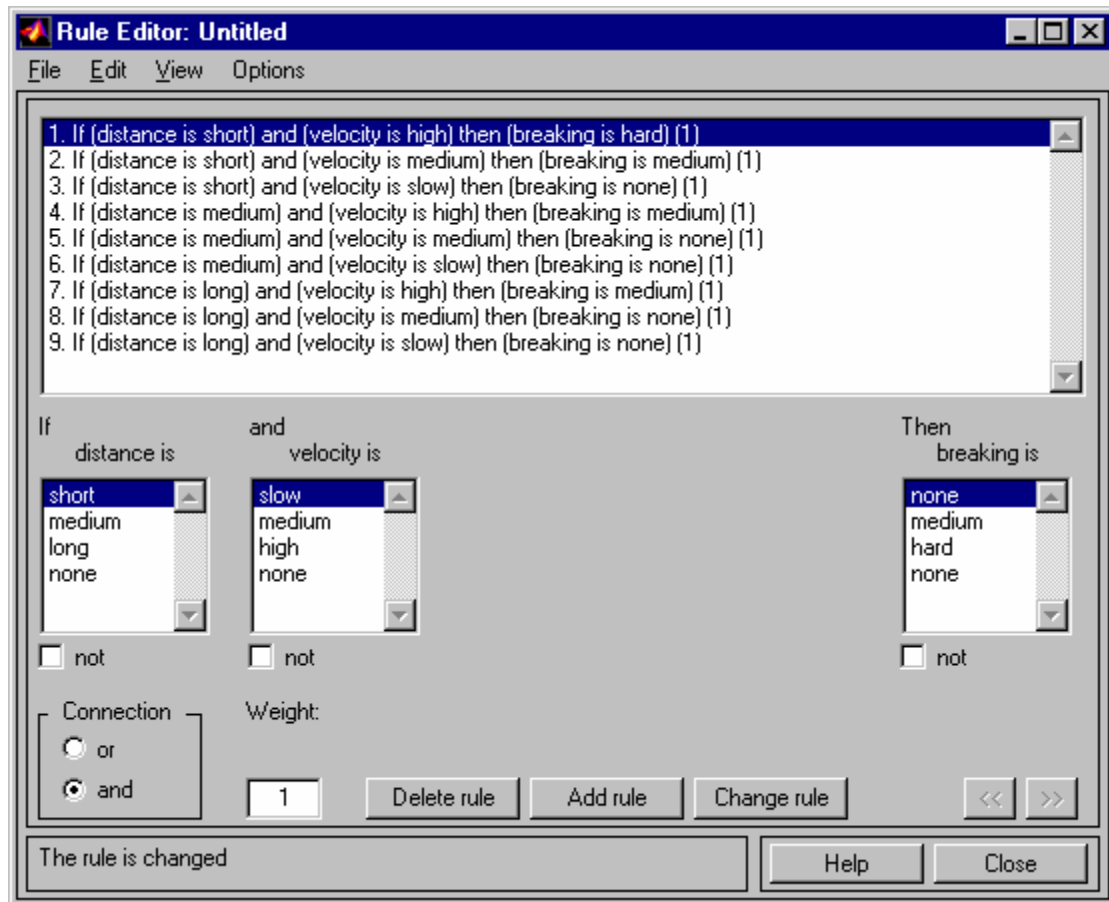 Rule Editor: Untitled
File Edit View Options
1. If (distance is short) and (velocity is high) then (breaking is hard) (1)
2. If (distance is short) and (velocity is medium) then (breaking is medium) (1)
3. If (distance is short) and (velocity is slow) then (breaking is none) (1)
4. If (distance is medium) and (velocity is high) then (breaking is medium) (1)
5. If (distance is medium) and (velocity is medium) then (breaking is none) (1)
6. If (distance is medium) and (velocity is slow) then (breaking is none) (1)
7. If (distance is long) and (velocity is high) then (breaking is medium) (1)
8. If (distance is long) and (velocity is medium) then (breaking is none) (1)
9. If (distance is long) and (velocity is slow) then (breaking is none) (1)
If
distance is
short
medium
long
none
not
and
velocity is
slow
medium
high
none
not
Then
breaking is
none
medium
hard
none
not
Connection
or
and
Weight:
1
Delete rule
Add rule
Change rule
<<
>>
The rule is changed
Help
Close